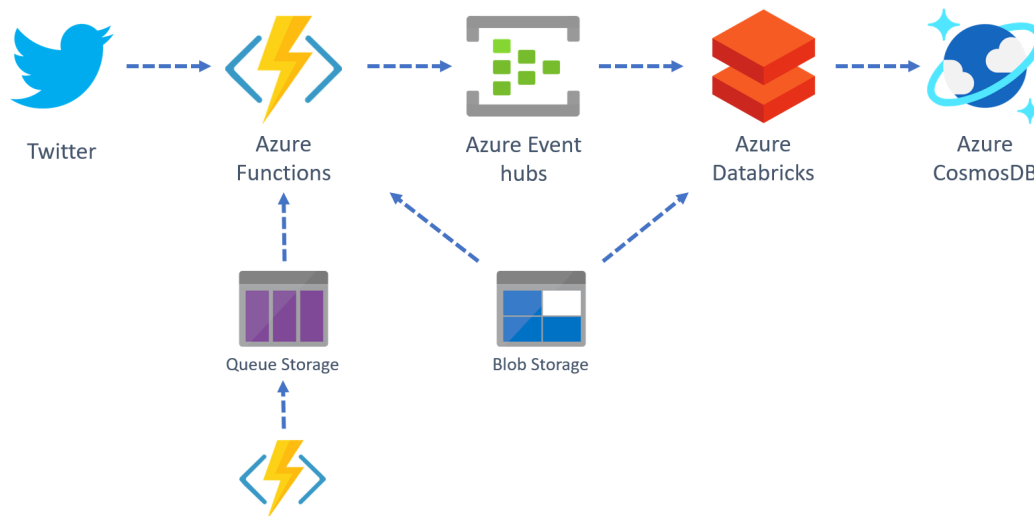 Twitter
Azure
Functions
Azure Event
hubs
Azure
Databricks
Azure
CosmosDB
Queue Storage
Blob Storage